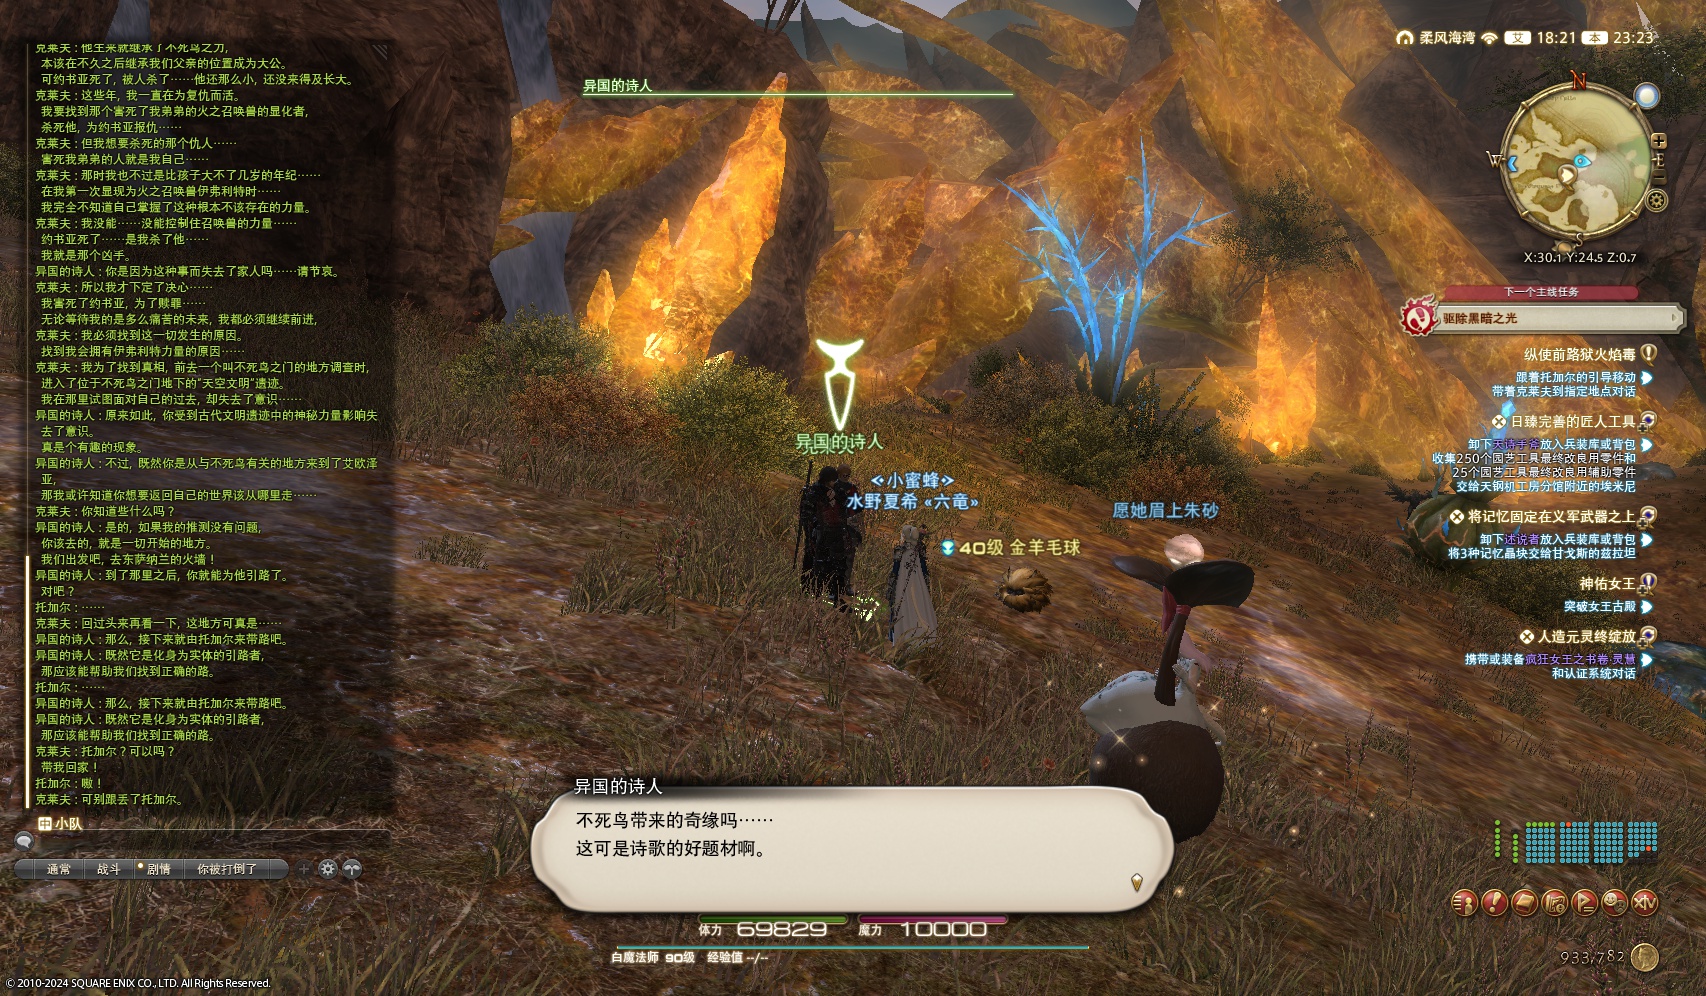 克莱夫：他生来就继承了不死鸟之力，
本该在不久之后继承我们父亲的位置成为大公。
可约书亚死了，被人杀了……他还那么小，还没来得及长大。
克莱夫：这些年，我一直在为复仇而活。
我要找到那个害死了我弟弟的火之召唤兽的显化者，
杀死他，为约书亚报仇……
克莱夫：但我想要杀死的那个仇人……
害死我弟弟的人就是我自己……
克莱夫：那时我也不过是比孩子大不了几岁的年纪……
在我第一次显现为火之召唤兽伊弗利特时……
我完全不知道自己掌握了这种根本不该存在的力量。
克莱夫：我没能……没能控制住召唤兽的力量……
约书亚死了……是我杀了他……
我就是那个凶手。
异国的诗人：你是因为这种事而失去了家人吗……请节哀。
克莱夫：所以我才下定了决心……
我害死了约书亚，为了赎罪……
无论等待我的是多么痛苦的未来，我都必须继续前进，
克莱夫：我必须找到这一切发生的原因。
找到我会拥有伊弗利特力量的原因……
克莱夫：我为了找到真相，前去一个叫不死鸟之门的地方调查时，
进入了位于不死鸟之门地下的"天空文明"遗迹。
我在那里试图面对自己的过去，却失去了意识……
异国的诗人：原来如此，你受到古代文明遗迹中的神秘力量影响失
去了意识。
真是个有趣的现象。
异国的诗人：不过，既然你是从与不死鸟有关的地方来到了艾欧泽
亚，
那我或许知道你想要返回自己的世界该从哪里走……
克莱夫：你知道些什么吗？
异国的诗人：是的，如果我的推测没有问题，
你该去的，就是一切开始的地方。
我们出发吧，去东萨纳兰的火墙！
异国的诗人：到了那里之后，你就能为他引路了。
对吧？
托加尔：……
克莱夫：回过头来再看一下，这地方可真是……
异国的诗人：那么，接下来就由托加尔来带路吧。
异国的诗人：既然它是化身为实体的引路者，
那应该能帮助我们找到正确的路。
托加尔：……
异国的诗人：那么，接下来就由托加尔来带路吧。
异国的诗人：既然它是化身为实体的引路者，
那应该能帮助我们找到正确的路。
克莱夫：托加尔？可以吗？
带我回家！
托加尔：嗷！
克莱夫：可别跟丢了托加尔。
中 小队
通常 战斗 剧情 你被打倒了
© 2010-2024 SQUARE ENIX CO., LTD. All Rights Reserved.
异国的诗人
异国的诗人
小蜜蜂
水野夏希 «六竜»
愿她眉上朱砂
40级 金羊毛球
异国的诗人
不死鸟带来的奇缘吗……
这可是诗歌的好题材啊。
体力 69829 魔力 10000
白魔法师 90级 经验值 --/--
柔风海湾 艾 18:21 本 23:23
N
W
E
S
X:30.1 Y:24.5 Z:0.7
下一个主线任务
驱除黑暗之光
纵使前路狱火焰毒
跟着托加尔的引导移动
带着克莱夫到指定地点对话
日臻完善的匠人工具
卸下天诗手斧放入兵装库或背包
收集250个园艺工具最终改良用零件和
25个园艺工具最终改良用辅助零件
交给天钢机工房分馆附近的埃米尼
将记忆固定在义军武器之上
卸下述说者放入兵装库或背包
将3种记忆晶块交给甘戈斯的兹拉坦
神佑女王
突破女王古殿
人造元灵终绽放
携带或装备疯狂女王之书卷·灵慧
和认证系统对话
XIV
933,782